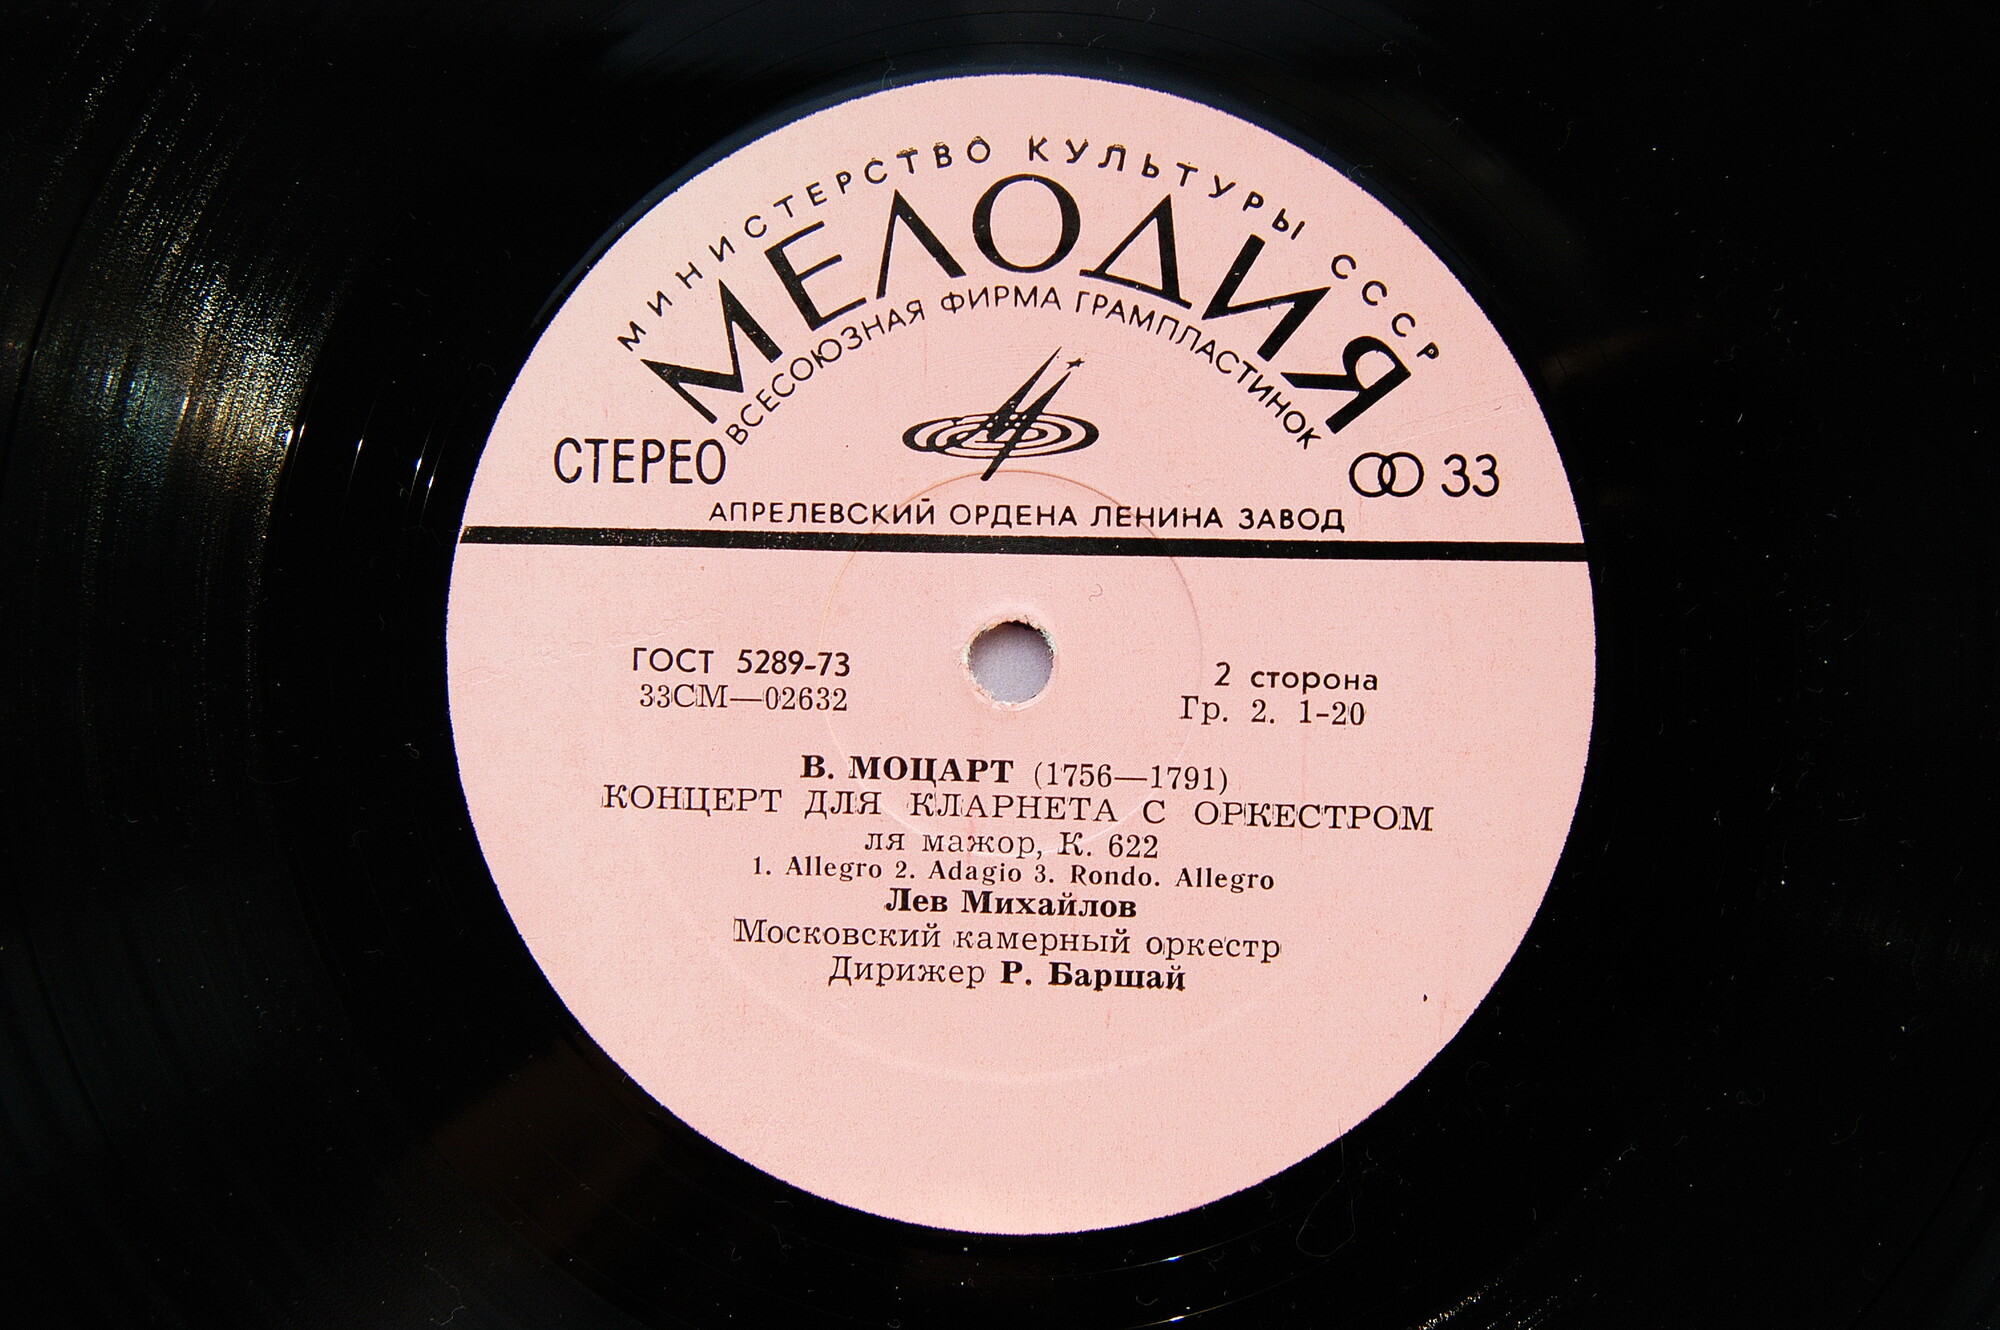 МИНИСТЕРСТВО КУЛЬТУРЫ СССР
МЕЛОДИЯ
ВСЕСОЮЗНАЯ ФИРМА ГРАМПЛАСТИНОК
СТЕРЕО
33
АПРЕЛЕВСКИЙ ОРДЕНА ЛЕНИНА ЗАВОД
ГОСТ 5289-73
33СМ—02632
2 сторона
Гр. 2. 1-20
В. МОЦАРТ (1756—1791)
КОНЦЕРТ ДЛЯ КЛАРНЕТА С ОРКЕСТРОМ
ля мажор, К. 622
1. Allegro 2. Adagio 3. Rondo. Allegro
Лев Михайлов
Московский камерный оркестр
Дирижер Р. Баршай